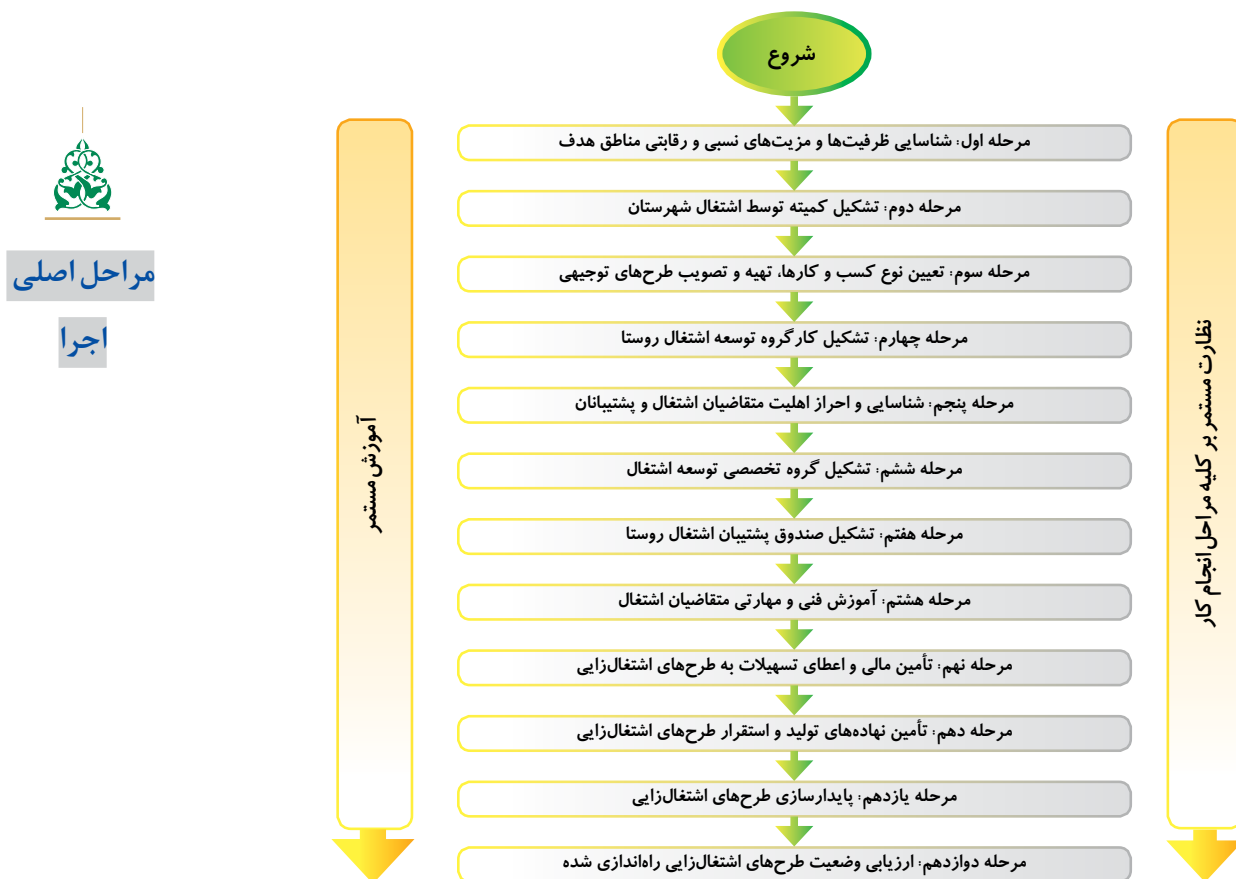 مراحل اصلی
اجرا
شروع
مرحله اول: شناسایی ظرفیت‌ها و مزیت‌های نسبی و رقابتی مناطق هدف
مرحله دوم: تشکیل کمیته توسط اشتغال شهرستان
مرحله سوم: تعیین نوع کسب و کارها، تهیه و تصویب طرح‌های توجیهی
مرحله چهارم: تشکیل کارگروه توسعه اشتغال روستا
مرحله پنجم: شناسایی و احراز اهلیت متقاضیان اشتغال و پشتیبانان
مرحله ششم: تشکیل گروه تخصصی توسعه اشتغال
مرحله هفتم: تشکیل صندوق پشتیبان اشتغال روستا
مرحله هشتم: آموزش فنی و مهارتی متقاضیان اشتغال
مرحله نهم: تأمین مالی و اعطای تسهیلات به طرح‌های اشتغال‌زایی
مرحله دهم: تأمین نهاده‌های تولید و استقرار طرح‌های اشتغال‌زایی
مرحله یازدهم: پایدارسازی طرح‌های اشتغال‌زایی
مرحله دوازدهم: ارزیابی وضعیت طرح‌های اشتغال‌زایی راه‌اندازی شده
نظارت مستمر بر کلیه مراحل انجام کار
آموزش مستمر